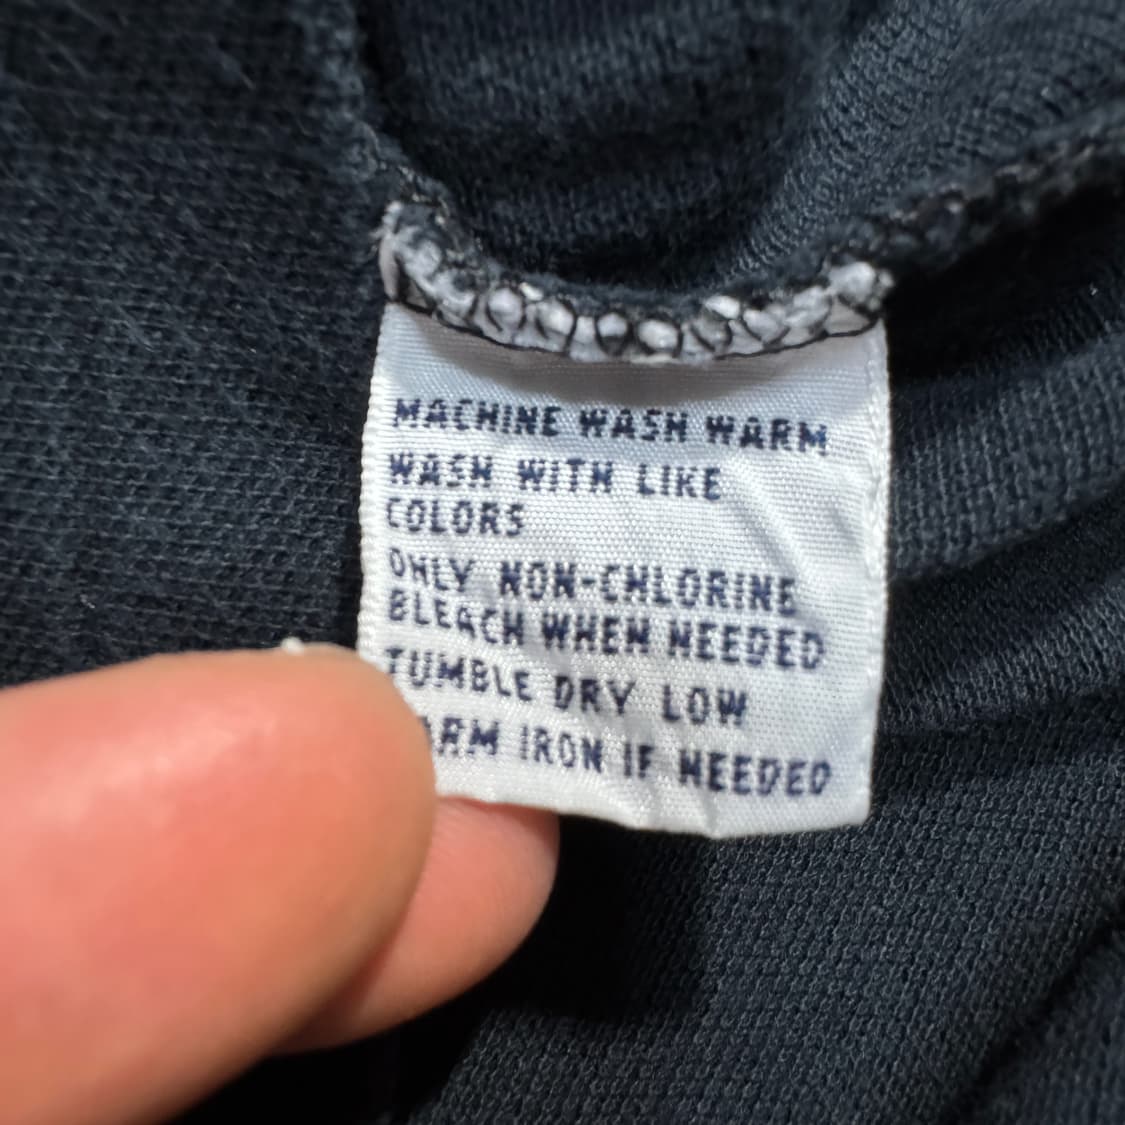 MACHINE WASH WARM
WASH WITH LIKE
COLORS
ONLY NON-CHLORINE
BLEACH WHEN NEEDED
TUMBLE DRY LOW
IRON IF NEEDED